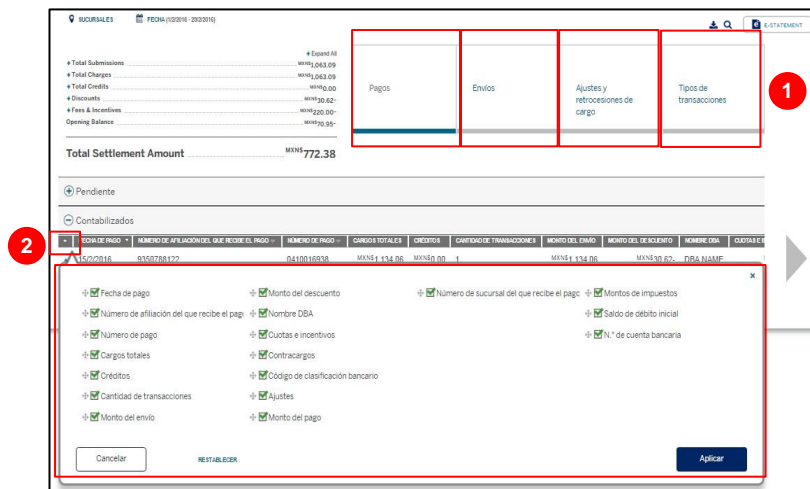 SUCURSALES FECHA (1/2/2016 - 29/2/2016) E-STATEMENT
+ Expand All
+ Total Submissions MXN$1,063.09
+ Total Charges MXN$1,063.09
+ Total Credits MXN$0.00
+ Discounts MXN$30.62-
+ Fees & Incentives MXN$220.00-
Opening Balance MXN$70.95-
Total Settlement Amount MXN$772.38
Pagos
Envíos
Ajustes y
retrocesiones de
cargo
Tipos de
transacciones
1
Pendiente
Contabilizados
2
FECHA DE PAGO NÚMERO DE AFILIACIÓN DEL QUE RECIBE EL PAGO NÚMERO DE PAGO CARGOS TOTALES CRÉDITOS CANTIDAD DE TRANSACCIONES MONTO DEL ENVÍO MONTO DEL DESCUENTO NOMBRE DBA CUOTAS E
15/2/2016 9350788122 0410016938 MXN$1,134.06 MXN$0.00 1 MXN$1,134.06 MXN$30.62- DBA NAME
x
Fecha de pago Monto del descuento Número de sucursal del que recibe el pago Montos de impuestos
Número de afiliación del que recibe el pago Nombre DBA Saldo de débito inicial
Número de pago Cuotas e incentivos N.° de cuenta bancaria
Cargos totales Contracargos
Créditos Código de clasificación bancario
Cantidad de transacciones Ajustes
Monto del envío Monto del pago
Cancelar RESTABLECER Aplicar